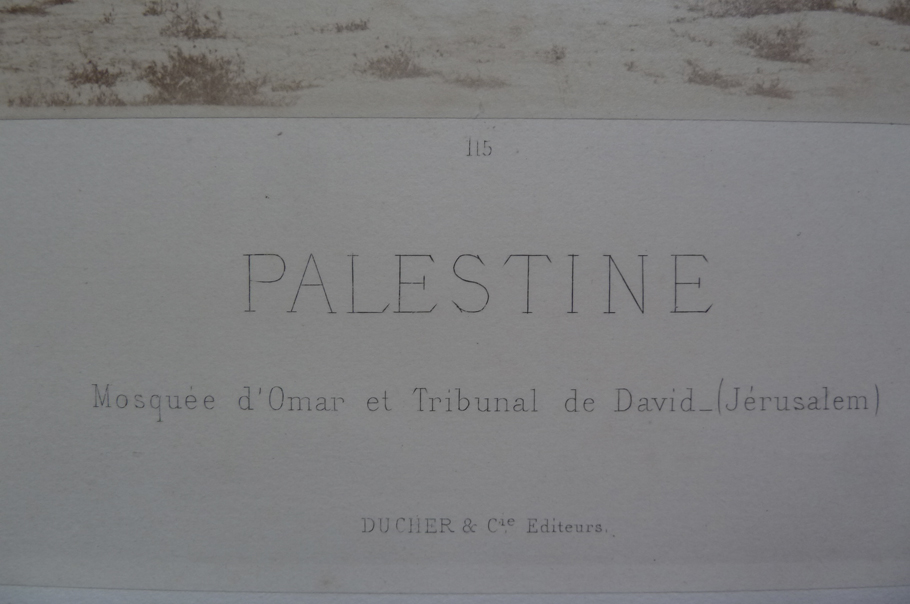 115
PALESTINE
Mosquée d'Omar et Tribunal de David_(Jérusalem)
DUCHER & Cie Editeurs.